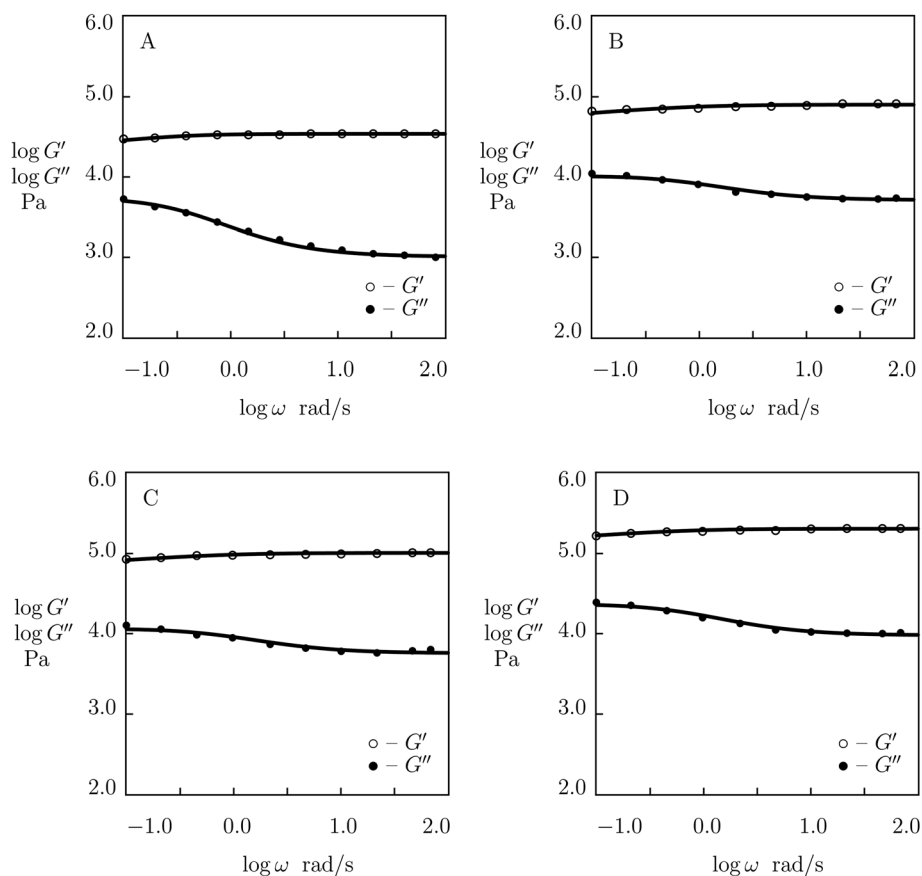 A
6.0
5.0
log G′
log G″
Pa
4.0
3.0
2.0
○ – G′
● – G″
−1.0 0.0 1.0 2.0
log ω rad/s
B
6.0
5.0
log G′
log G″
Pa
4.0
3.0
2.0
○ – G′
● – G″
−1.0 0.0 1.0 2.0
log ω rad/s
C
6.0
5.0
log G′
log G″
Pa
4.0
3.0
2.0
○ – G′
● – G″
−1.0 0.0 1.0 2.0
log ω rad/s
D
6.0
5.0
log G′
log G″
Pa
4.0
3.0
2.0
○ – G′
● – G″
−1.0 0.0 1.0 2.0
log ω rad/s